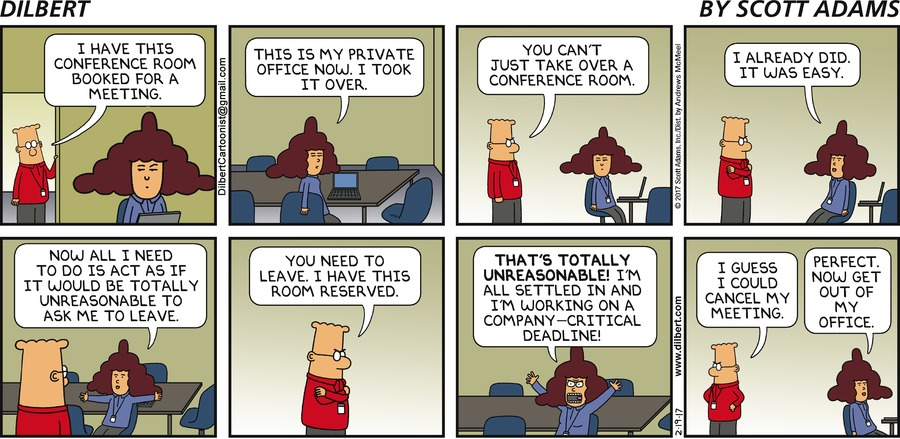 DILBERT
BY SCOTT ADAMS
I HAVE THIS
CONFERENCE ROOM
BOOKED FOR A
MEETING.
DilbertCartoonist@gmail.com
THIS IS MY PRIVATE
OFFICE NOW. I TOOK
IT OVER.
YOU CAN'T
JUST TAKE OVER A
CONFERENCE ROOM.
© 2017 Scott Adams, Inc./Dist. by Andrews McMeel
I ALREADY DID.
IT WAS EASY.
NOW ALL I NEED
TO DO IS ACT AS IF
IT WOULD BE TOTALLY
UNREASONABLE TO
ASK ME TO LEAVE.
YOU NEED TO
LEAVE. I HAVE THIS
ROOM RESERVED.
THAT'S TOTALLY
UNREASONABLE! I'M
ALL SETTLED IN AND
I'M WORKING ON A
COMPANY-CRITICAL
DEADLINE!
www.dilbert.com
2-19-17
I GUESS
I COULD
CANCEL MY
MEETING.
PERFECT.
NOW GET
OUT OF
MY
OFFICE.